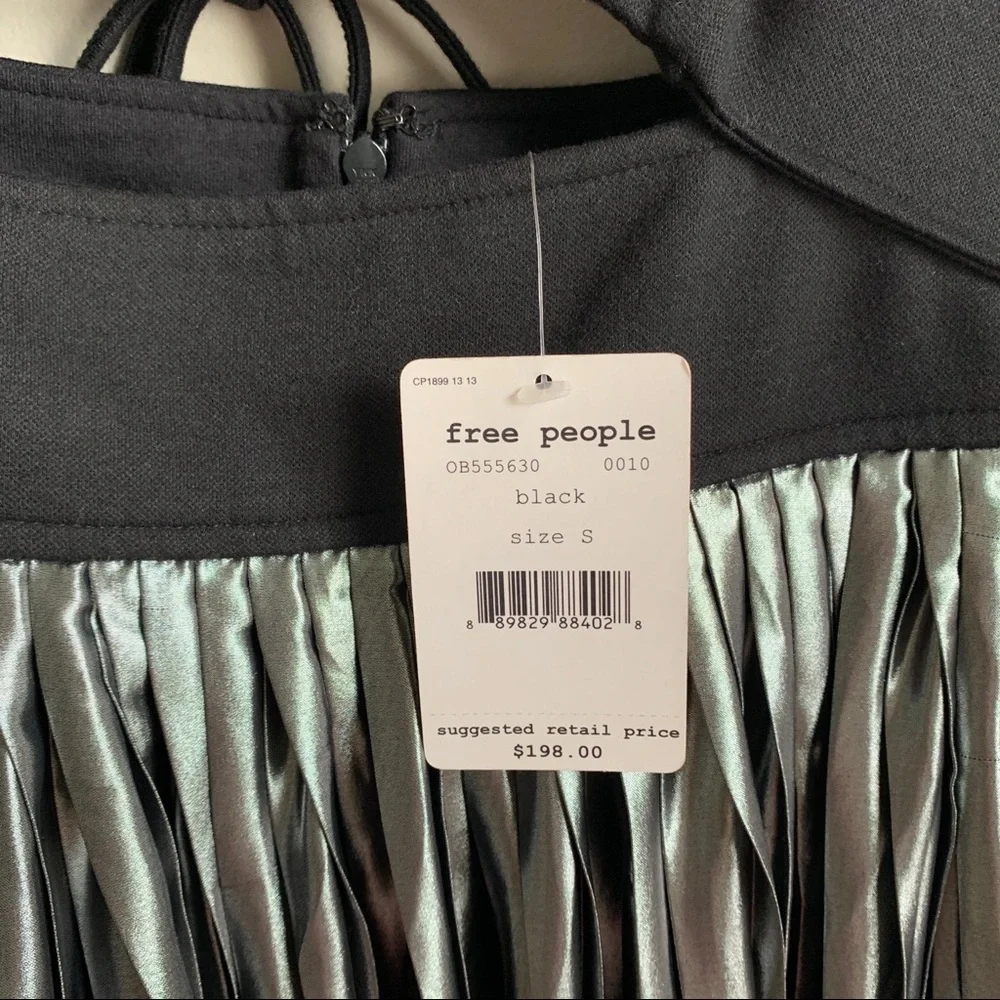 CP1899 13 13
free people
OB555630 0010
black
size S
8 89829 88402 8
suggested retail price
$198.00